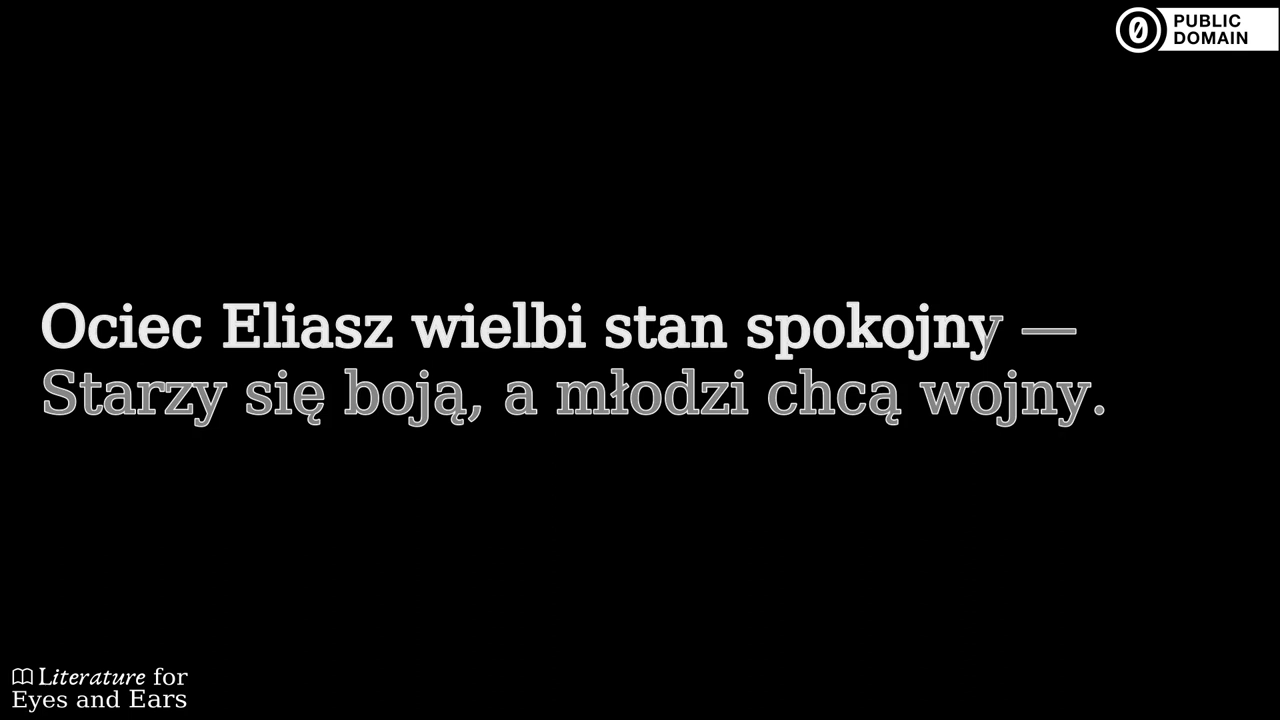 PUBLIC
DOMAIN
Ociec Eliasz wielbi stan spokojny —
Starzy się boją, a młodzi chcą wojny.
Literature for
Eyes and Ears